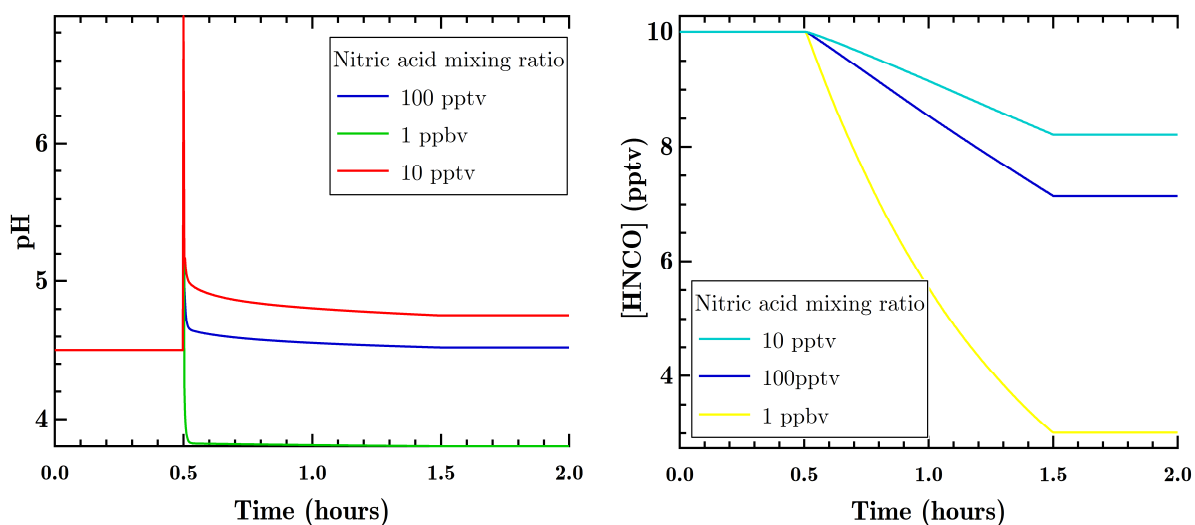 6
5
4
pH
Nitric acid mixing ratio
100 pptv
1 ppbv
10 pptv
0.0 0.5 1.0 1.5 2.0
Time (hours)
10
8
6
4
[HNCO] (pptv)
Nitric acid mixing ratio
10 pptv
100pptv
1 ppbv
0.0 0.5 1.0 1.5 2.0
Time (hours)